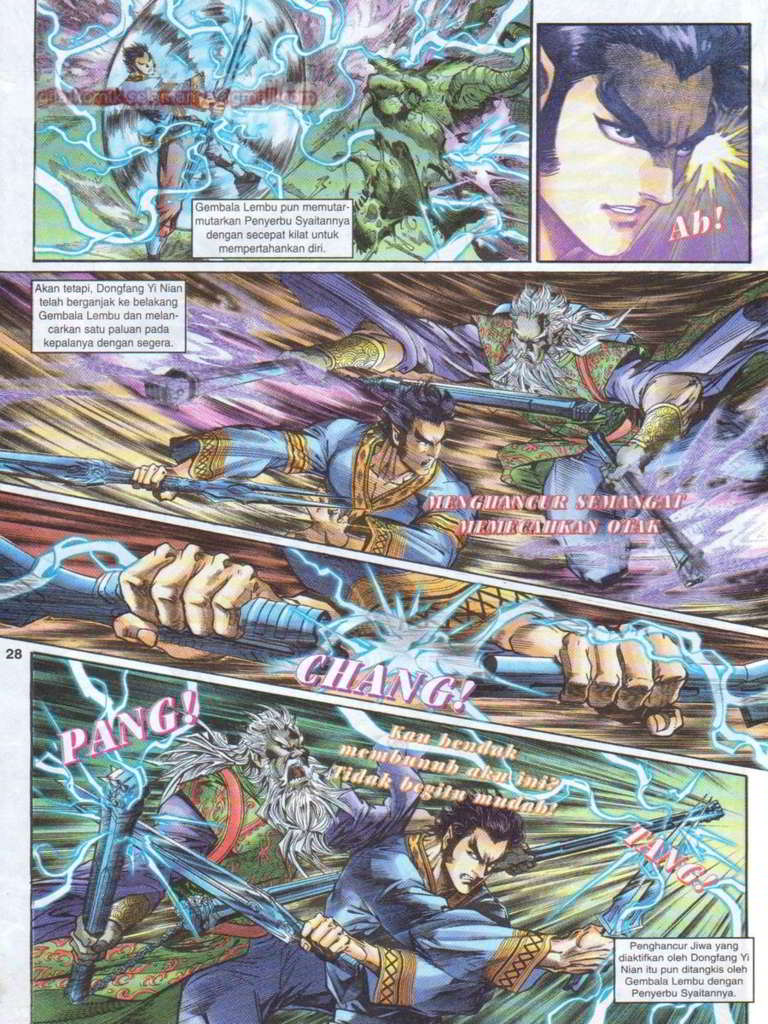 Gembala Lembu pun memutar-
mutarkan Penyerbu Syaitannya
dengan secepat kilat untuk
mempertahankan diri.
Ah!
Akan tetapi, Dongfang Yi Nian
telah berganjak ke belakang
Gembala Lembu dan melan-
carkan satu paluan pada
kepalanya dengan segera.
MENGHANCUR SEMANGAT
MEMECAHKAN OTAK
28
CHANG!
PANG!
Kau hendak
membunuh aku ini?
Tidak begitu mudah!
TANG!
Penghancur Jiwa yang
diaktifkan oleh Dongfang Yi
Nian itu pun ditangkis oleh
Gembala Lembu dengan
Penyerbu Syaitannya.